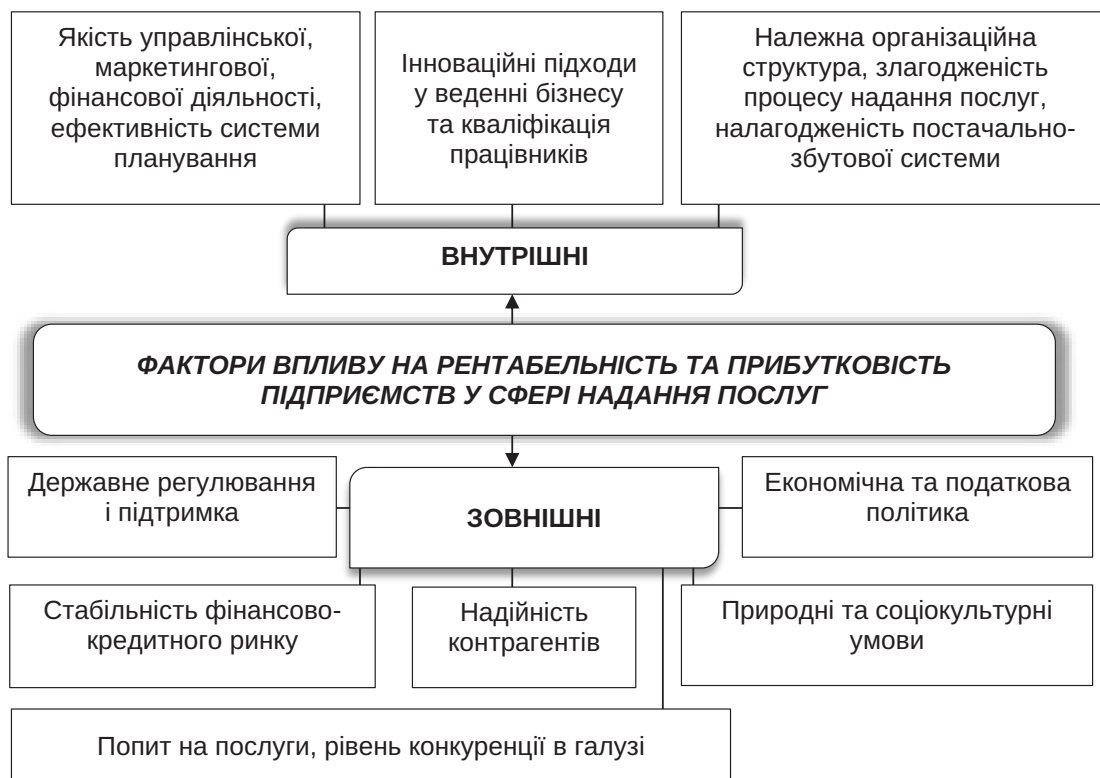 Якість управлінської,
маркетингової,
фінансової діяльності,
ефективність системи
планування
Інноваційні підходи
у веденні бізнесу
та кваліфікація
працівників
Належна організаційна
структура, злагодженість
процесу надання послуг,
налагодженість постачально-
збутової системи
ВНУТРІШНІ
ФАКТОРИ ВПЛИВУ НА РЕНТАБЕЛЬНІСТЬ ТА ПРИБУТКОВІСТЬ
ПІДПРИЄМСТВ У СФЕРІ НАДАННЯ ПОСЛУГ
Державне регулювання
і підтримка
ЗОВНІШНІ
Економічна та податкова
політика
Стабільність фінансово-
кредитного ринку
Надійність
контрагентів
Природні та соціокультурні
умови
Попит на послуги, рівень конкуренції в галузі